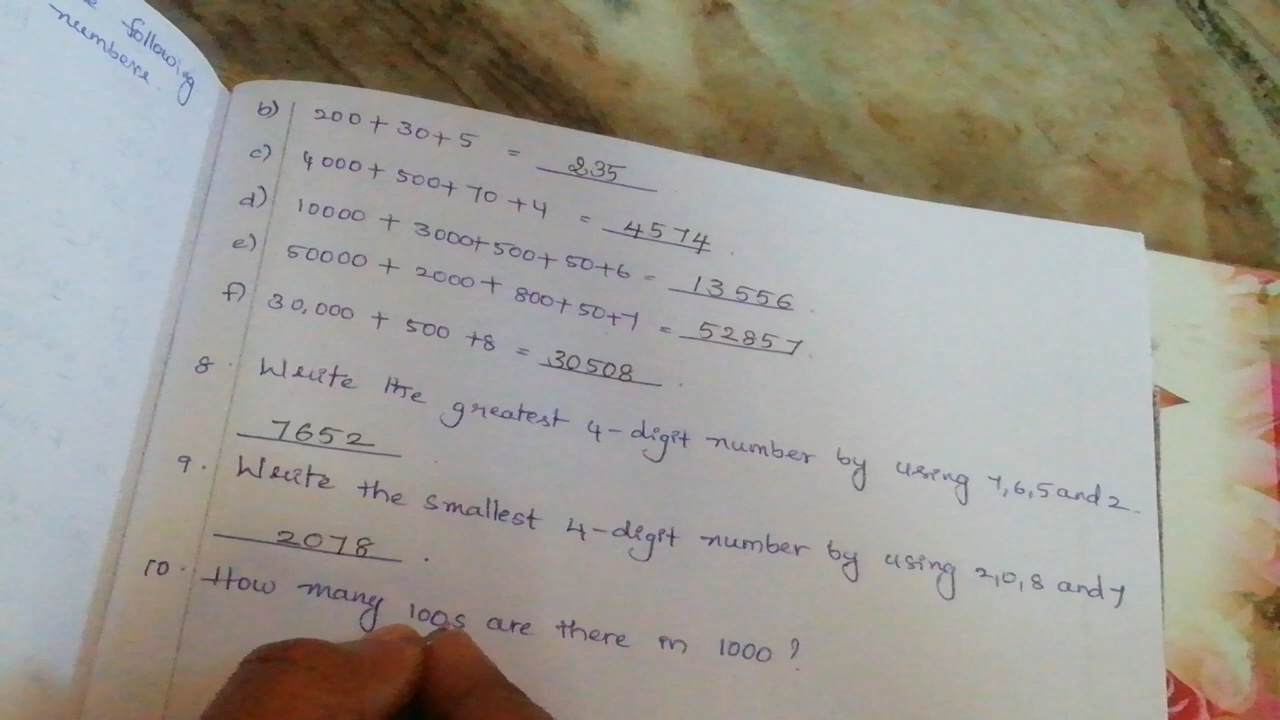 following
numbers.
b) 200 + 30 + 5 = 235
c) 4000 + 500 + 70 + 4 = 4574.
d) 10000 + 3000 + 500 + 50 + 6 = 13556.
e) 50000 + 2000 + 800 + 50 + 7 = 52857.
f) 30,000 + 500 + 8 = 30508.
8. Write the greatest 4-digit number by using 7,6,5 and 2.
7652.
9. Write the smallest 4-digit number by using 2,0,8 and 7
2078.
10. How many 100s are there in 1000?